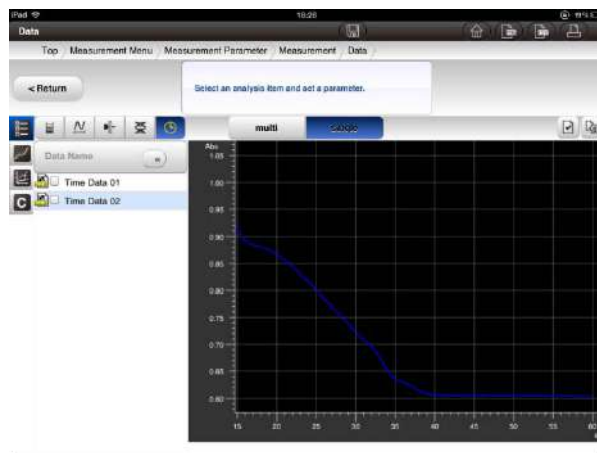 iPad 18:26
Data
Top Measurement Menu Measurement Parameter Measurement Data
< Return
Select an analysis item and set a parameter.
multi single
Data Name
Time Data 01
Time Data 02
C
Abs
1.05
1.00
0.95
0.90
0.85
0.80
0.75
0.70
0.65
0.60
15 20 25 30 35 40 45 50 55 60